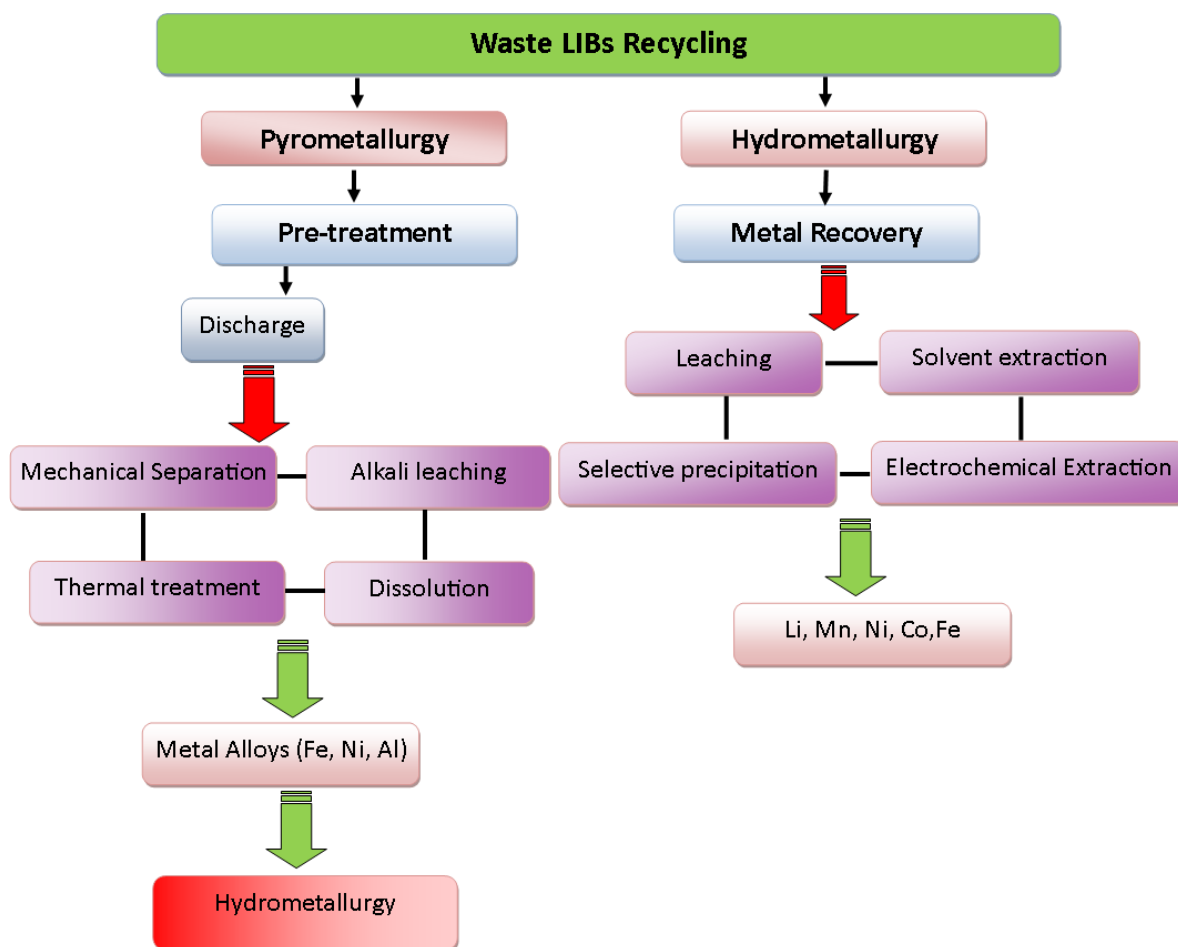 Waste LIBs Recycling
Pyrometallurgy
Hydrometallurgy
Pre-treatment
Metal Recovery
Discharge
Leaching
Solvent extraction
Mechanical Separation
Alkali leaching
Selective precipitation
Electrochemical Extraction
Thermal treatment
Dissolution
Li, Mn, Ni, Co,Fe
Metal Alloys (Fe, Ni, Al)
Hydrometallurgy